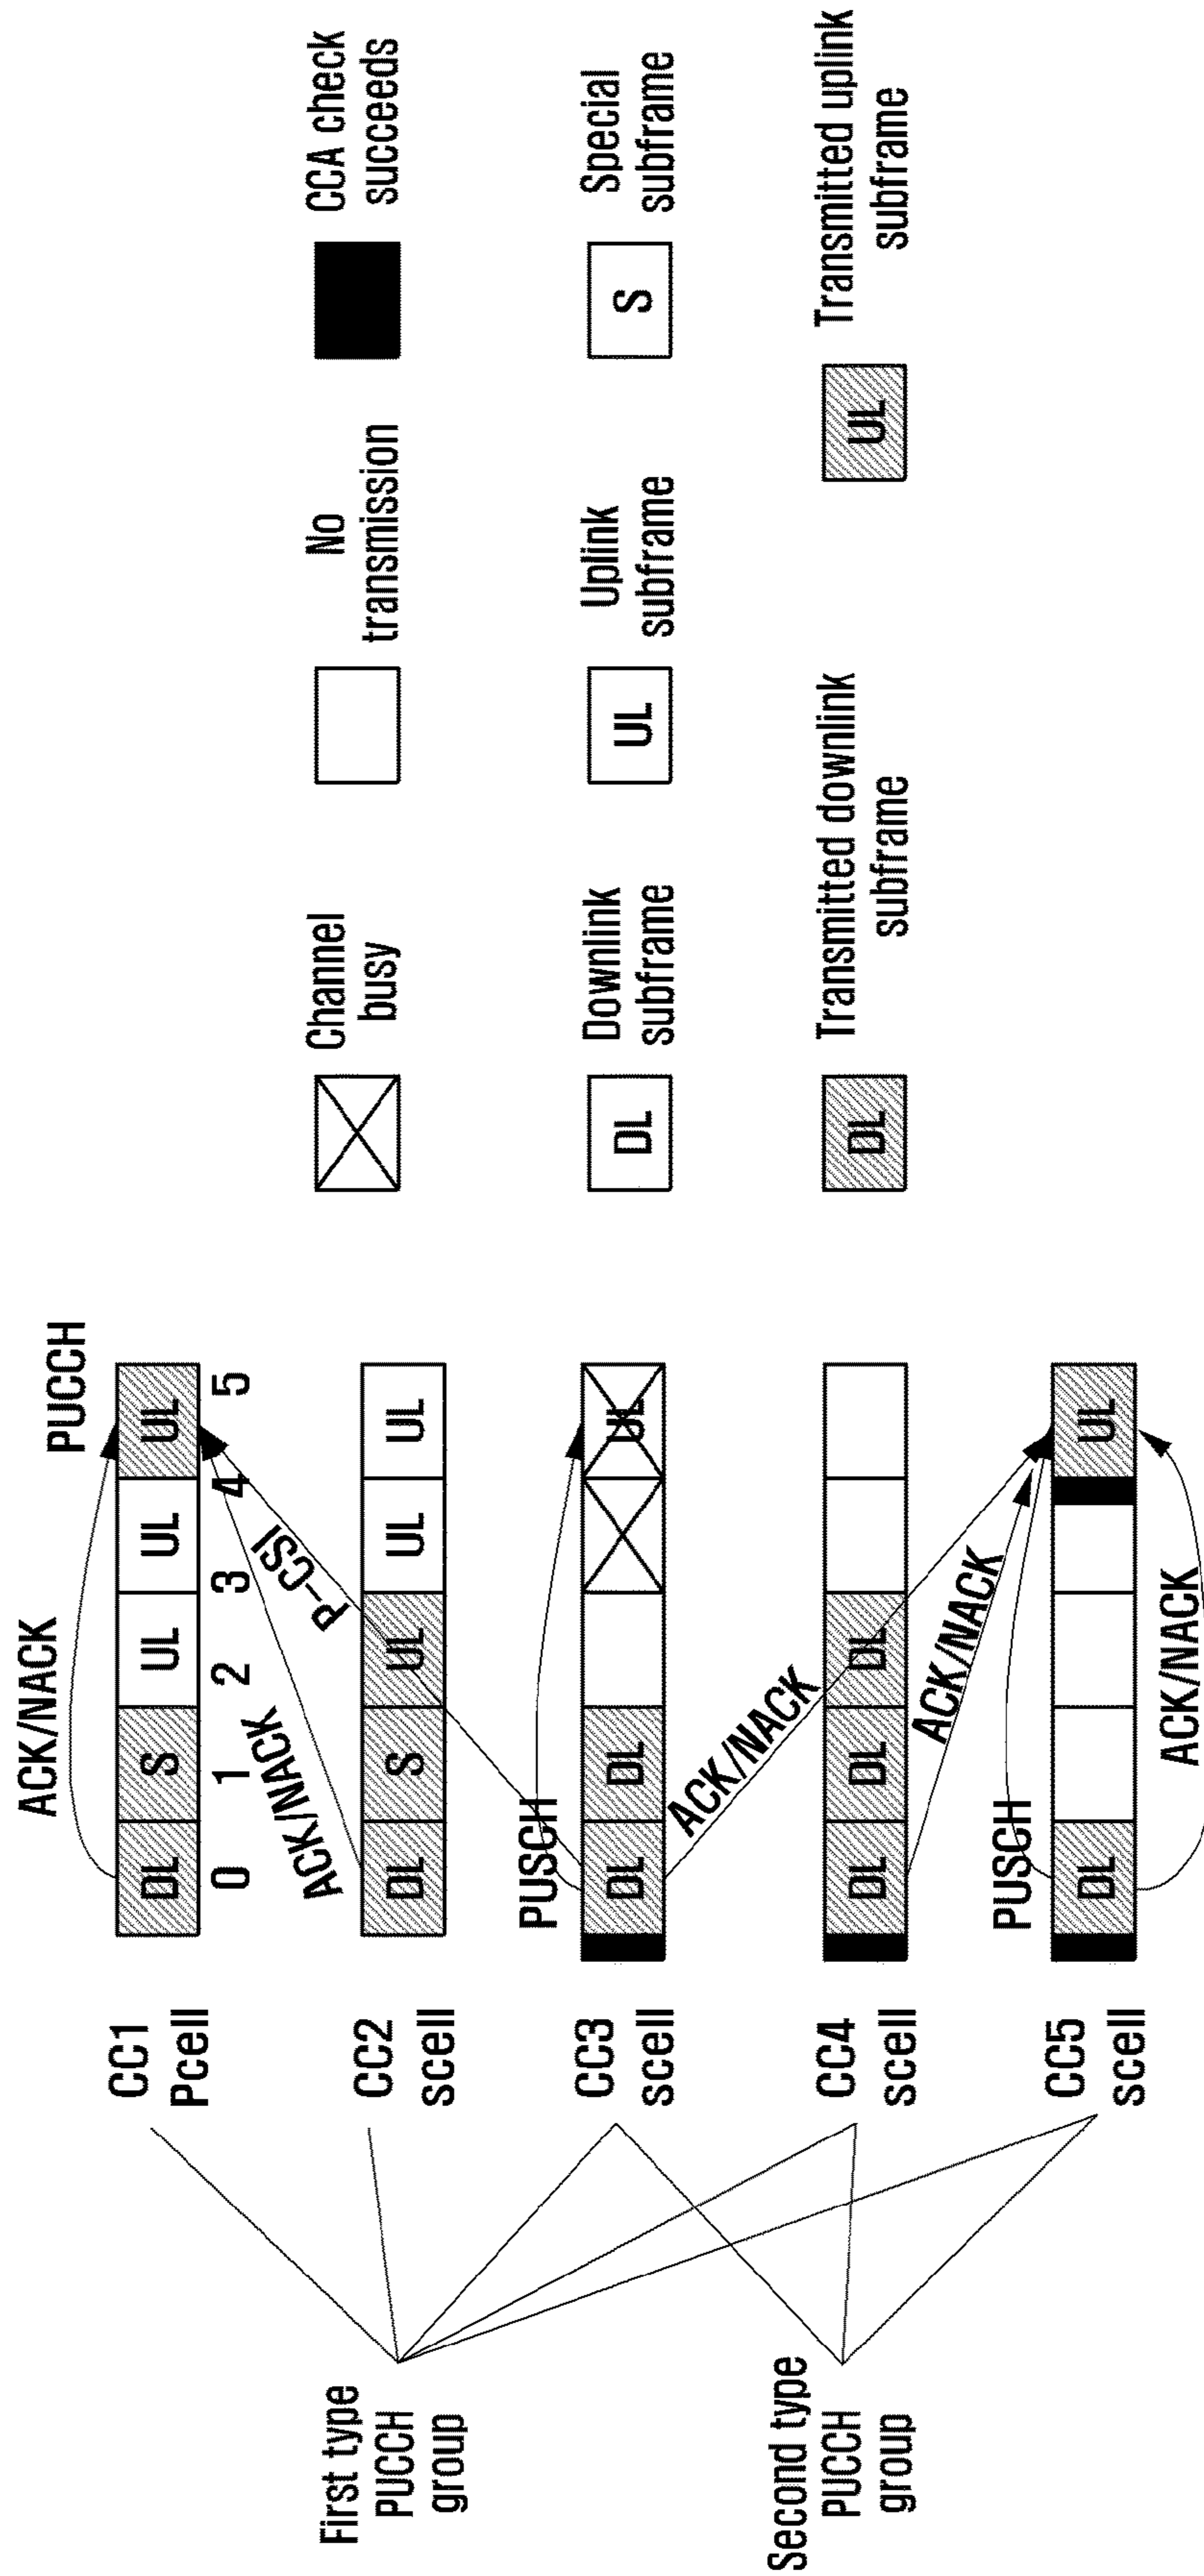 ACK/NACK
PUCCH
CC1
Pcell
DL
S
UL
UL
UL
0
1
2
3
4
5
ACK/NACK
P-CSI
First type
PUCCH
group
CC2
scell
DL
S
UL
UL
UL
PUSCH
CC3
scell
DL
DL
UL
ACK/NACK
Second type
PUCCH
group
CC4
scell
DL
DL
DL
ACK/NACK
PUSCH
CC5
scell
DL
UL
ACK/NACK
Channel
busy
No
transmission
CCA check
succeeds
DL
Downlink
subframe
UL
Uplink
subframe
S
Special
subframe
DL
Transmitted downlink
subframe
UL
Transmitted uplink
subframe